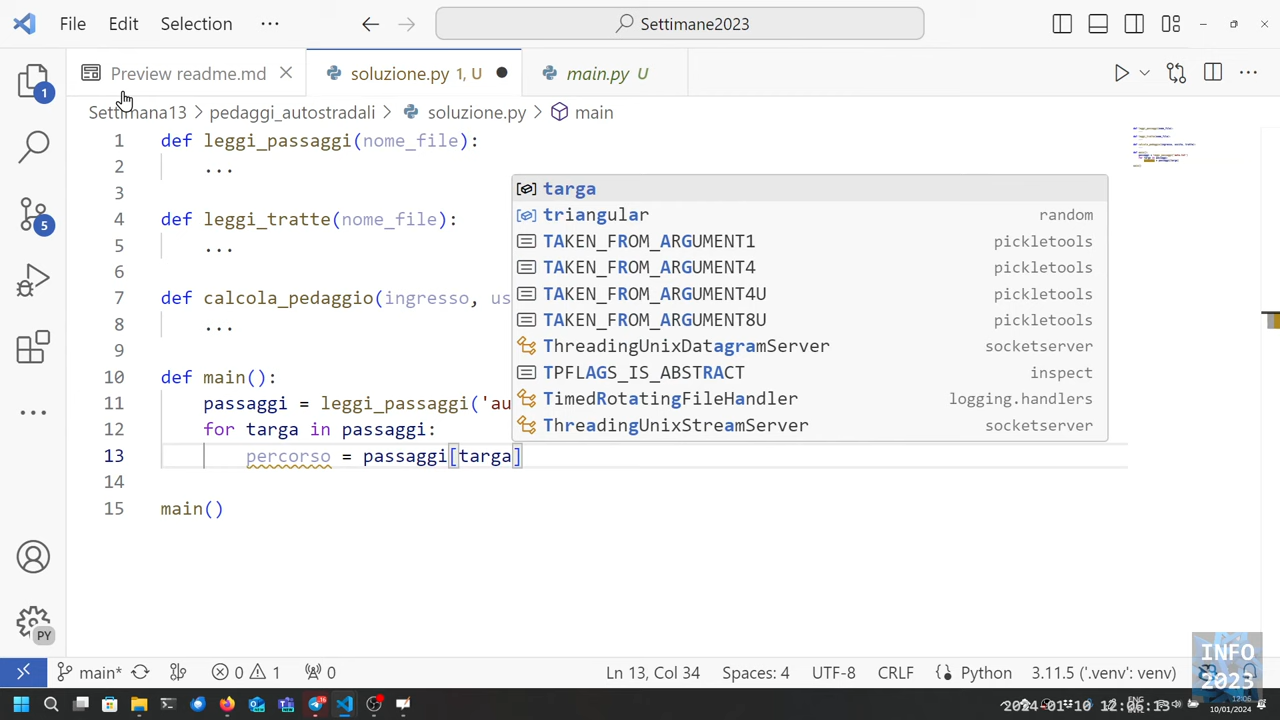 File Edit Selection ··· Settimane2023
Preview readme.md soluzione.py 1, U main.py U
Settimana13 > pedaggi_autostradali > soluzione.py > main
1 def leggi_passaggi(nome_file):
2 ...
3
4 def leggi_tratte(nome_file):
5 ...
6
7 def calcola_pedaggio(ingresso, us
8 ...
9
10 def main():
11 passaggi = leggi_passaggi('au
12 for targa in passaggi:
13 percorso = passaggi[targa]
14
15 main()
targa
triangular random
TAKEN_FROM_ARGUMENT1 pickletools
TAKEN_FROM_ARGUMENT4 pickletools
TAKEN_FROM_ARGUMENT4U pickletools
TAKEN_FROM_ARGUMENT8U pickletools
ThreadingUnixDatagramServer socketserver
TPFLAGS_IS_ABSTRACT inspect
TimedRotatingFileHandler logging.handlers
ThreadingUnixStreamServer socketserver
1
5
PY
main* 0 1 0 Ln 13, Col 34 Spaces: 4 UTF-8 CRLF Python 3.11.5 ('.venv': venv)
INFO
2023
12:06
10/01/2024